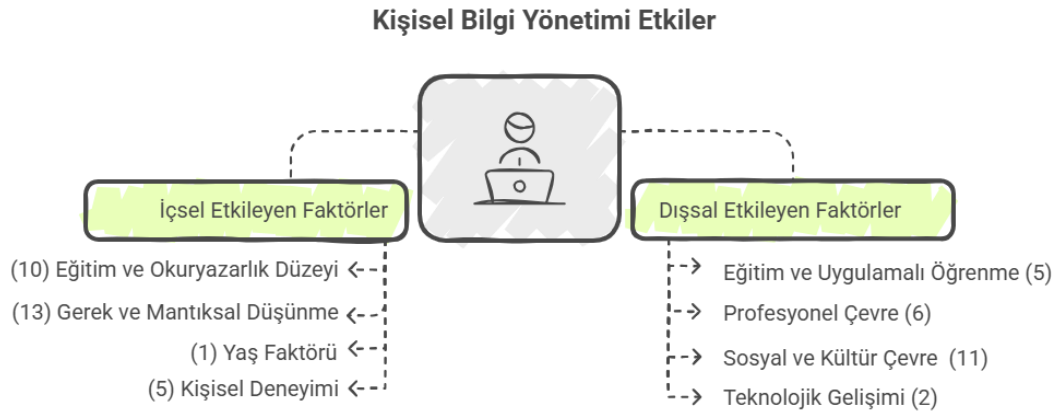 Kişisel Bilgi Yönetimi Etkiler
İçsel Etkileyen Faktörler
(10) Eğitim ve Okuryazarlık Düzeyi
(13) Gerek ve Mantıksal Düşünme
(1) Yaş Faktörü
(5) Kişisel Deneyimi
Dışsal Etkileyen Faktörler
Eğitim ve Uygulamalı Öğrenme (5)
Profesyonel Çevre (6)
Sosyal ve Kültür Çevre (11)
Teknolojik Gelişimi (2)